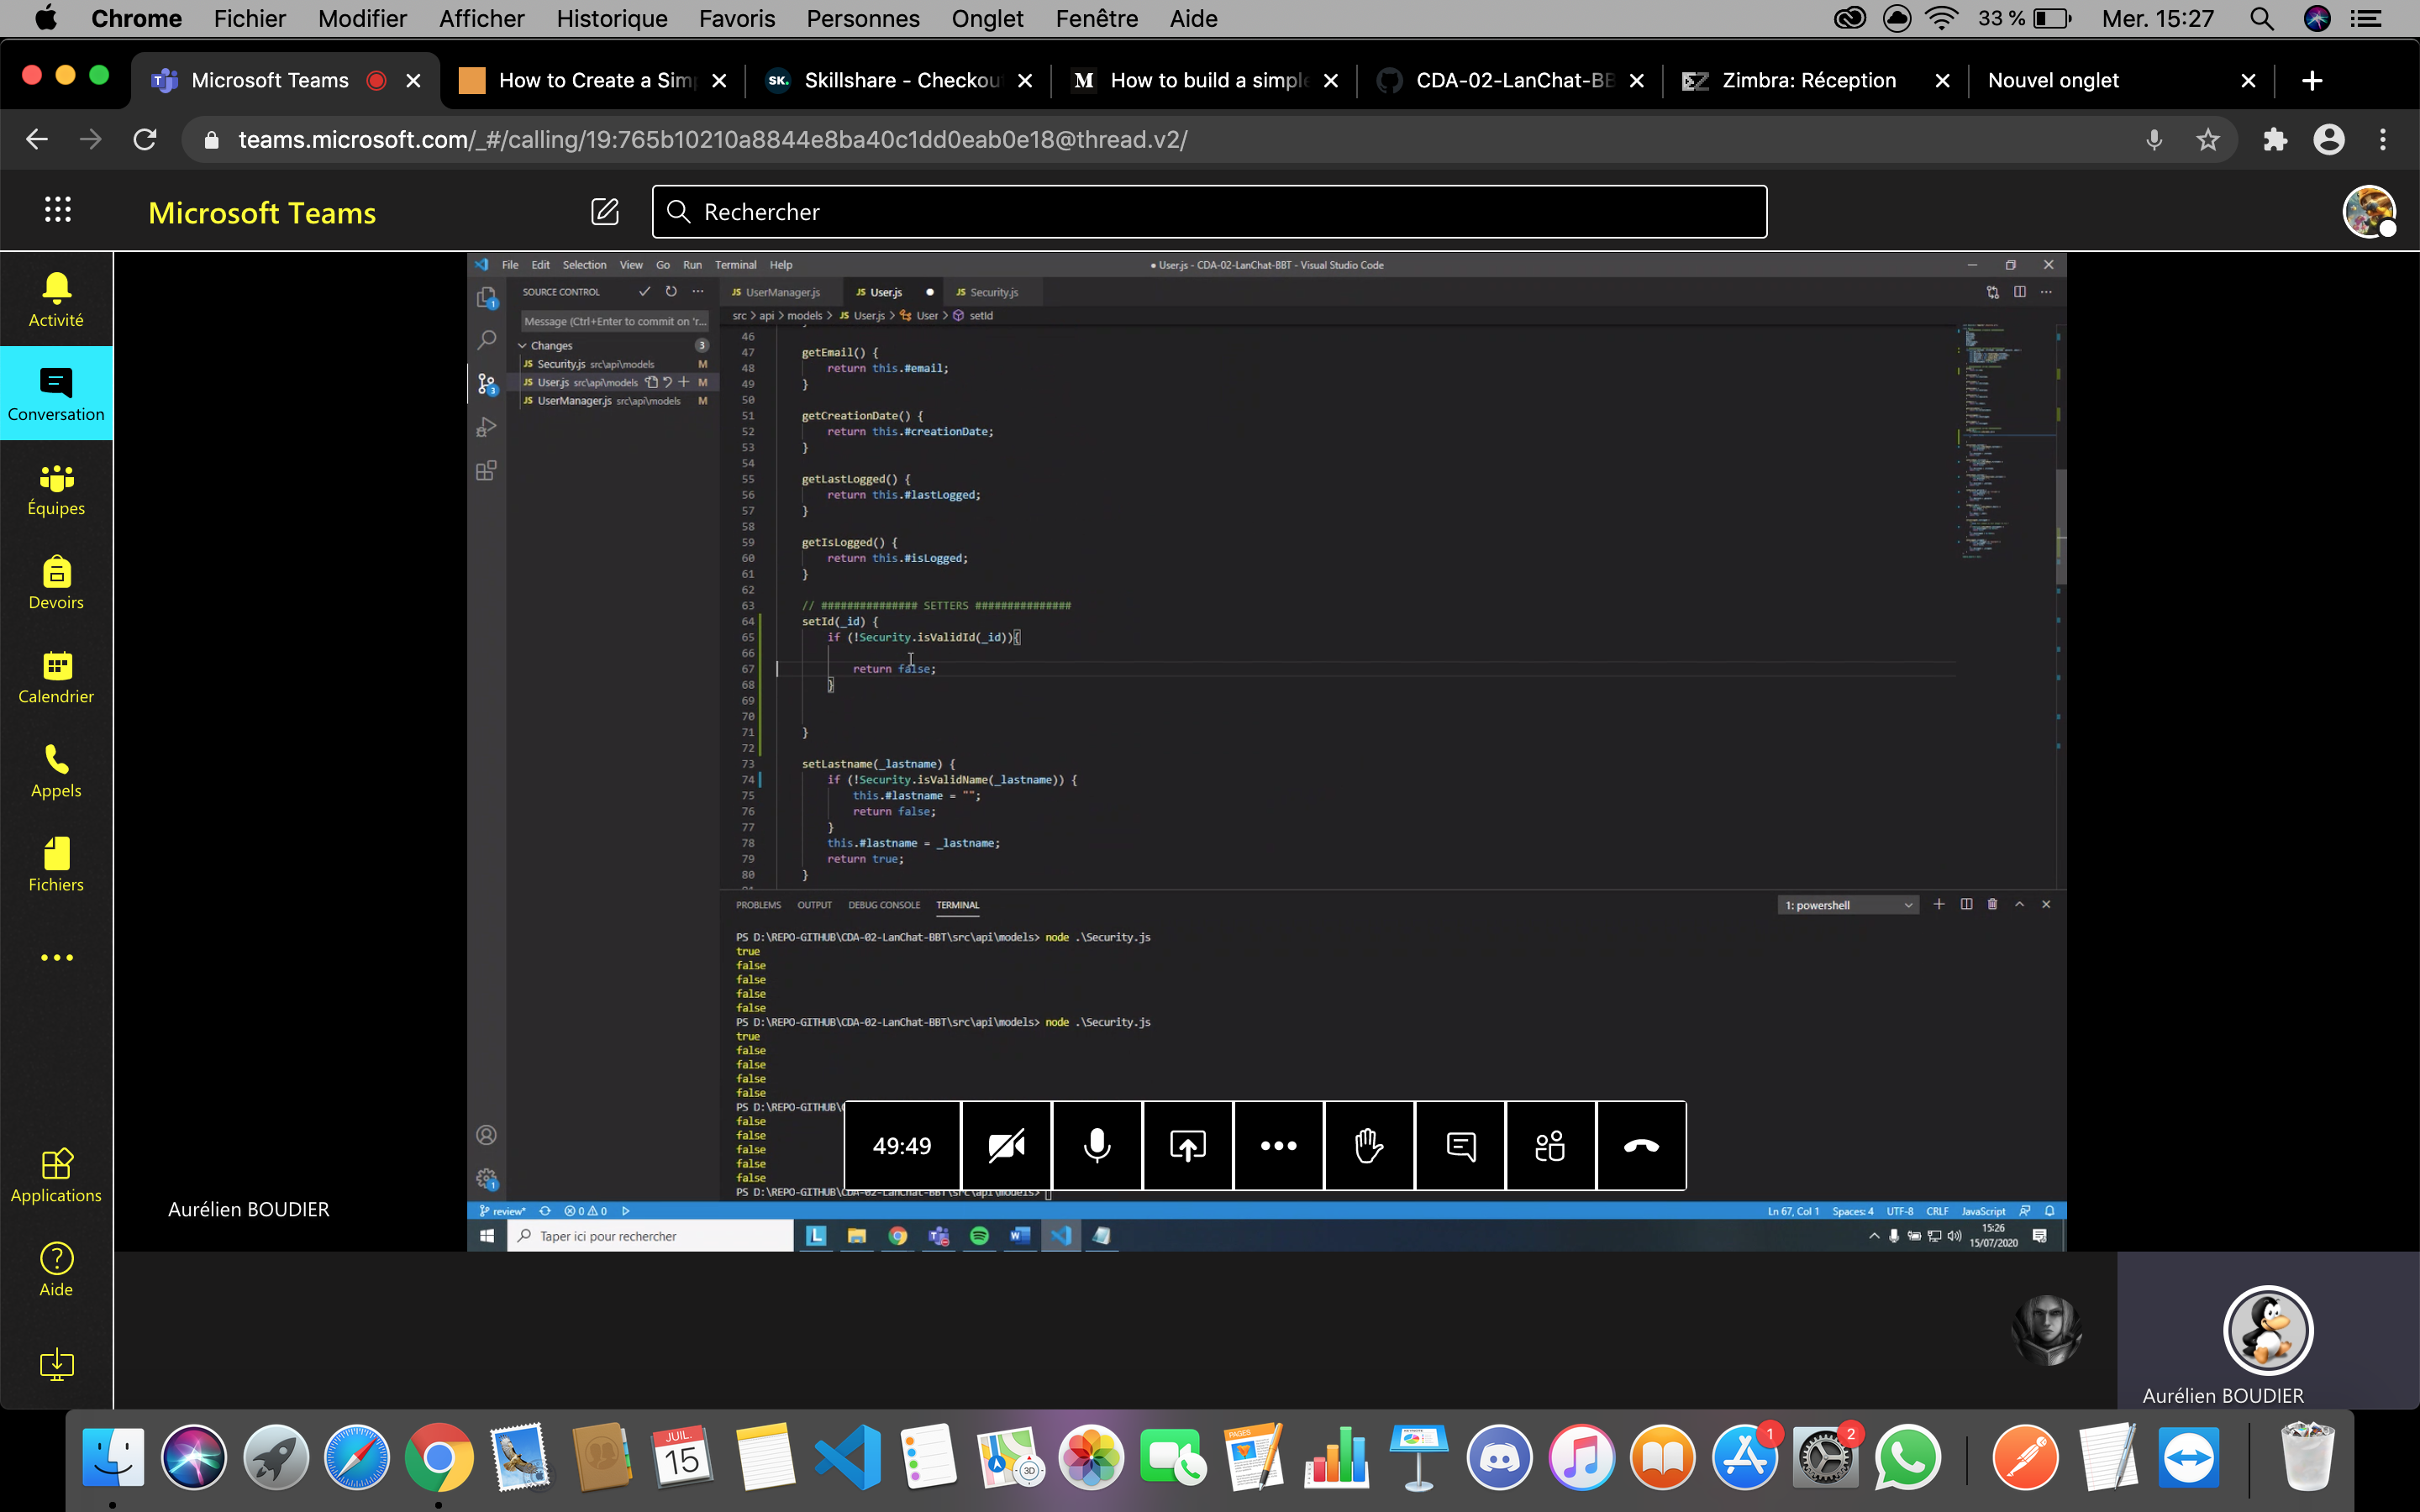 Chrome Fichier Modifier Afficher Historique Favoris Personnes Onglet Fenêtre Aide 33 % Mer. 15:27
Microsoft Teams How to Create a Sim Skillshare - Checkou How to build a simple CDA-02-LanChat-BB Zimbra: Réception Nouvel onglet
teams.microsoft.com/_#/calling/19:765b10210a8844e8ba40c1dd0eab0e18@thread.v2/
Microsoft Teams Rechercher
Activité
Conversation
Équipes
Devoirs
Calendrier
Appels
Fichiers
Applications
Aide
File Edit Selection View Go Run Terminal Help ● User.js - CDA-02-LanChat-BBT - Visual Studio Code
SOURCE CONTROL
Message (Ctrl+Enter to commit on 'r...
Changes 3
JS Security.js src\api\models M
JS User.js src\api\models M
JS UserManager.js src\api\models M
JS UserManager.js JS User.js ● JS Security.js
src > api > models > JS User.js > User > setId
46
47 getEmail() {
48 return this.#email;
49 }
50
51 getCreationDate() {
52 return this.#creationDate;
53 }
54
55 getLastLogged() {
56 return this.#lastLogged;
57 }
58
59 getIsLogged() {
60 return this.#isLogged;
61 }
62
63 // ############### SETTERS ###############
64 setId(_id) {
65 if (!Security.isValidId(_id)){
66
67 return false;
68 }
69
70
71 }
72
73 setLastname(_lastname) {
74 if (!Security.isValidName(_lastname)) {
75 this.#lastname = "";
76 return false;
77 }
78 this.#lastname = _lastname;
79 return true;
80 }
PROBLEMS OUTPUT DEBUG CONSOLE TERMINAL 1: powershell
PS D:\REPO-GITHUB\CDA-02-LanChat-BBT\src\api\models> node .\Security.js
true
false
false
false
false
PS D:\REPO-GITHUB\CDA-02-LanChat-BBT\src\api\models> node .\Security.js
true
false
false
false
false
PS D:\REPO-GITHUB\
false
false
false
false
false
PS D:\REPO-GITHUB\CDA-02-LanChat-BBT\src\api\models>
49:49
review* 0 0 Ln 67, Col 1 Spaces: 4 UTF-8 CRLF JavaScript
Taper ici pour rechercher 15:26
15/07/2020
Aurélien BOUDIER
Aurélien BOUDIER
JUIL.
15
PAGES
3D
1
2